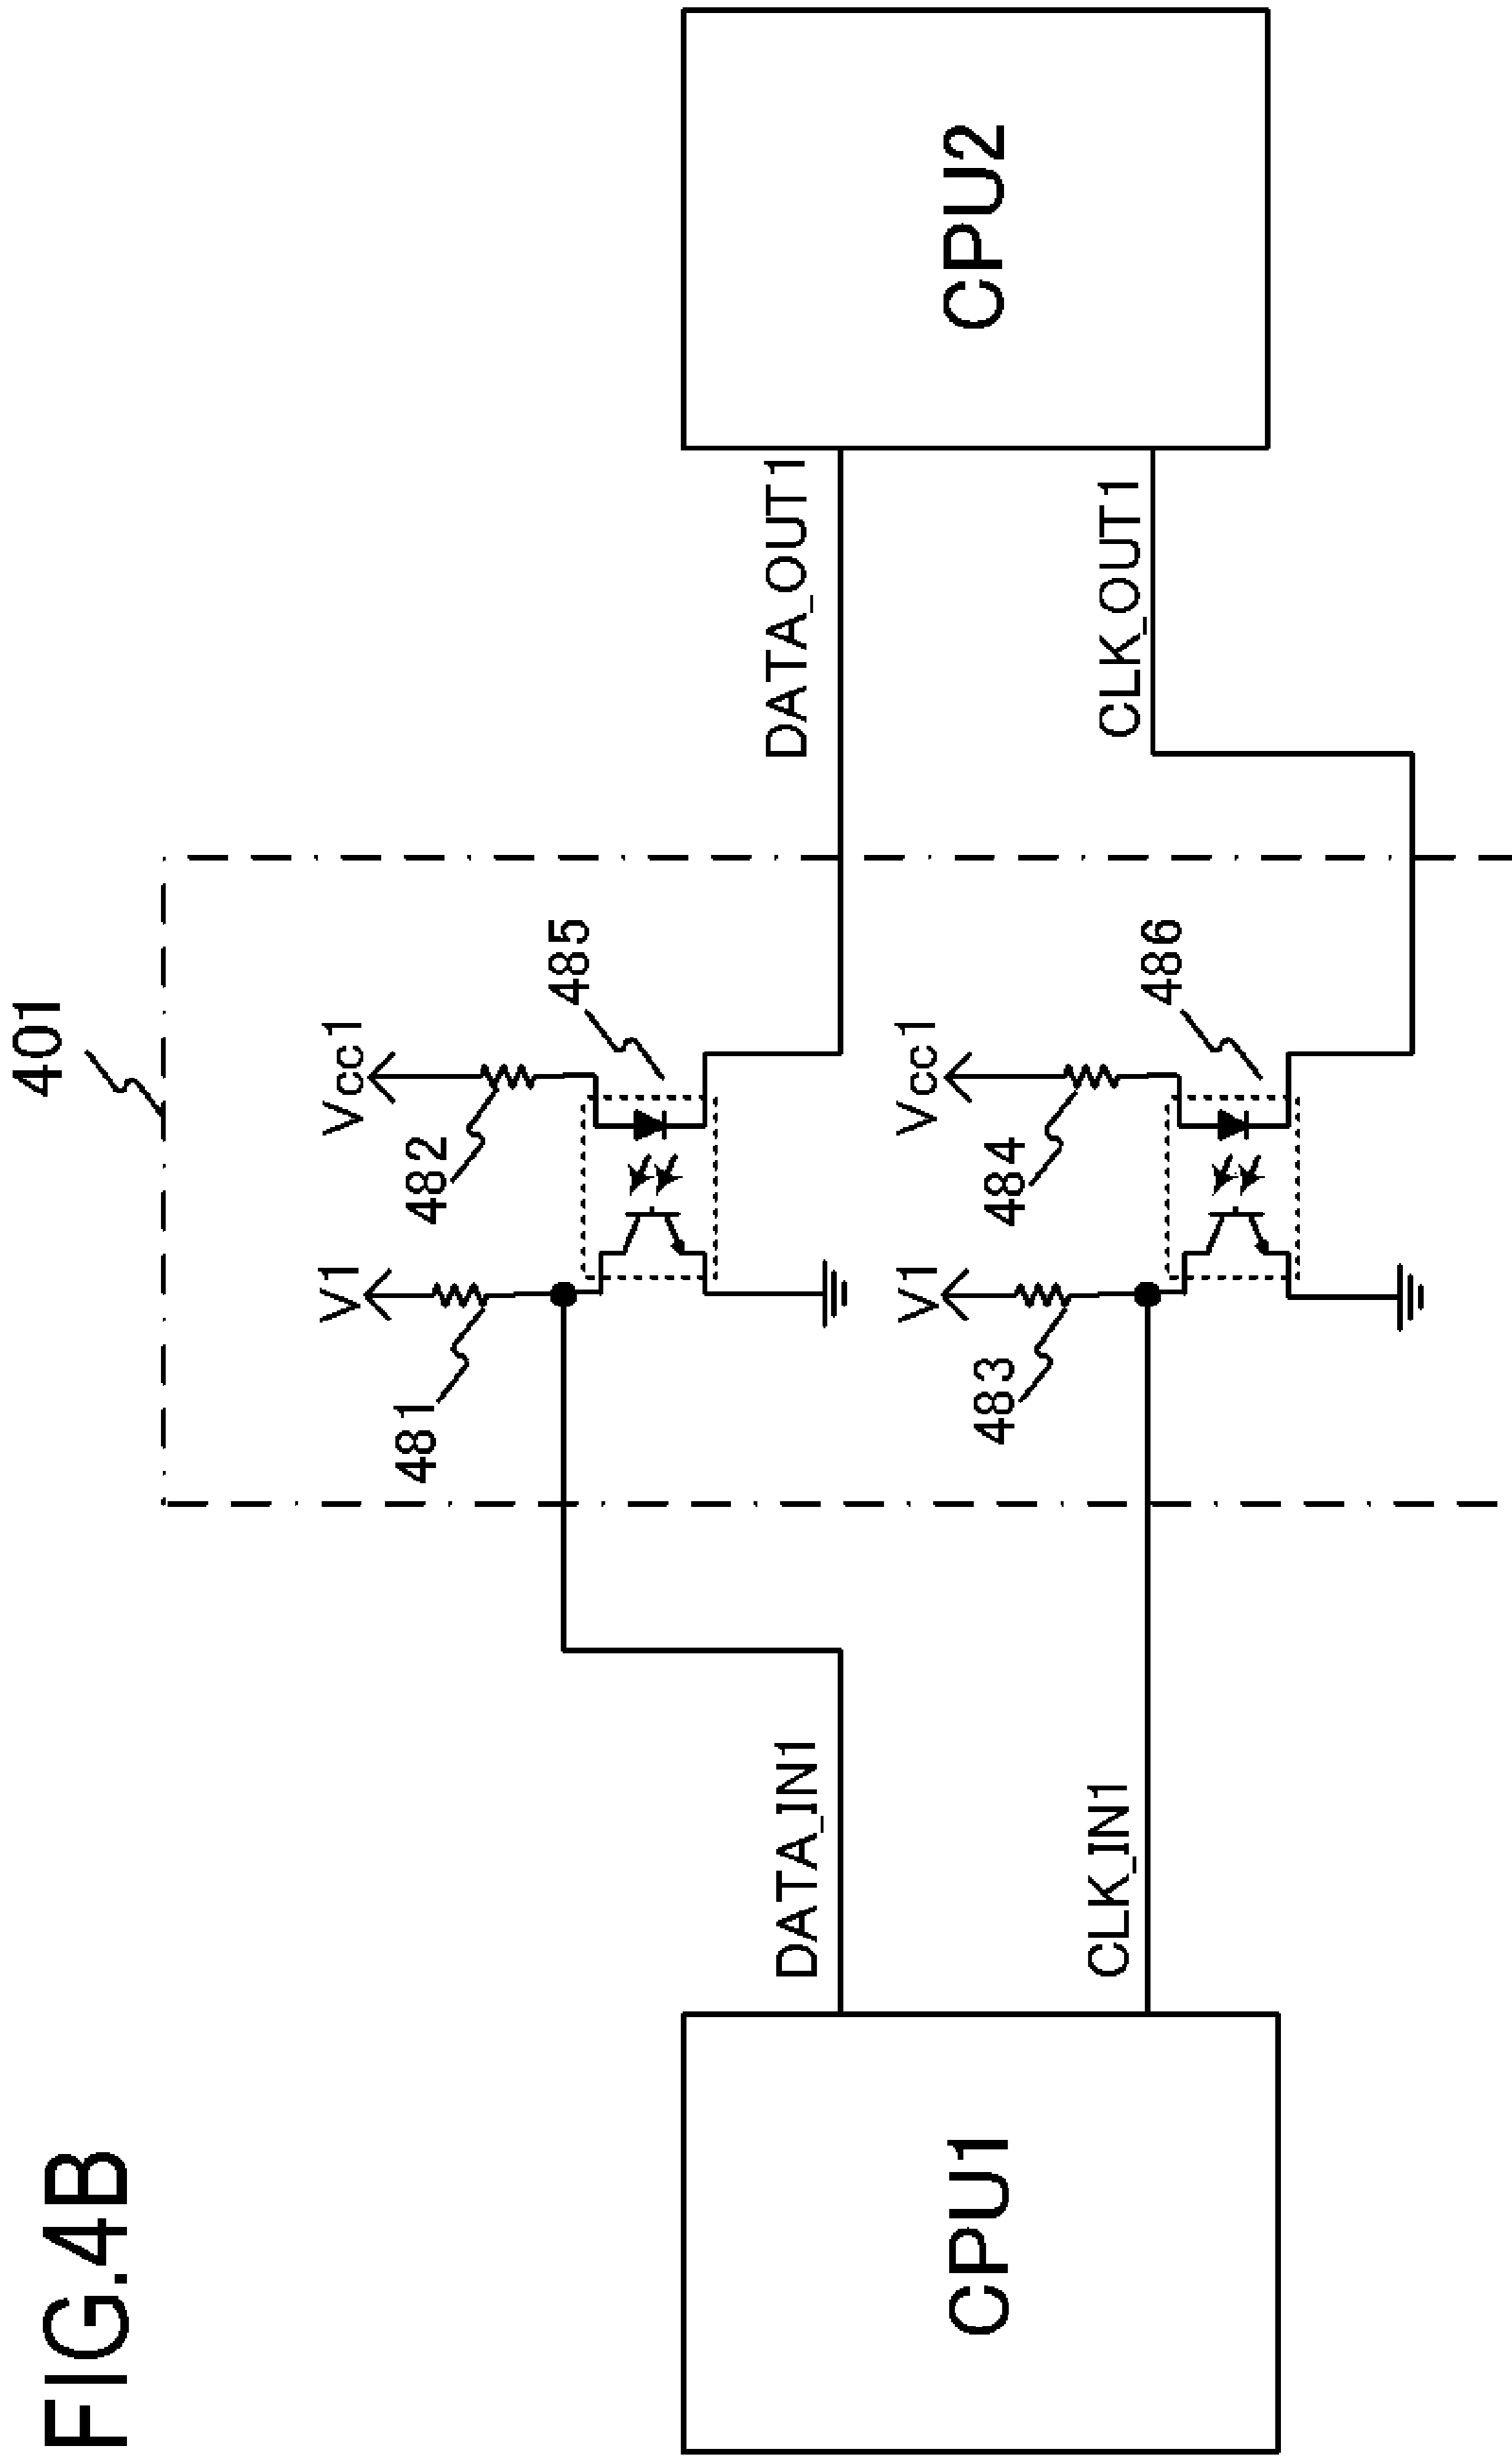 FIG.4B
401
V1
Vcc1
481
482
485
DATA_IN1
DATA_OUT1
V1
Vcc1
483
484
486
CLK_IN1
CLK_OUT1
CPU1
CPU2